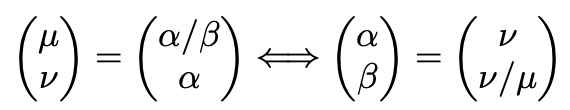 (μ ν) = (α/β α) ⟺ (α β) = (ν ν/μ)